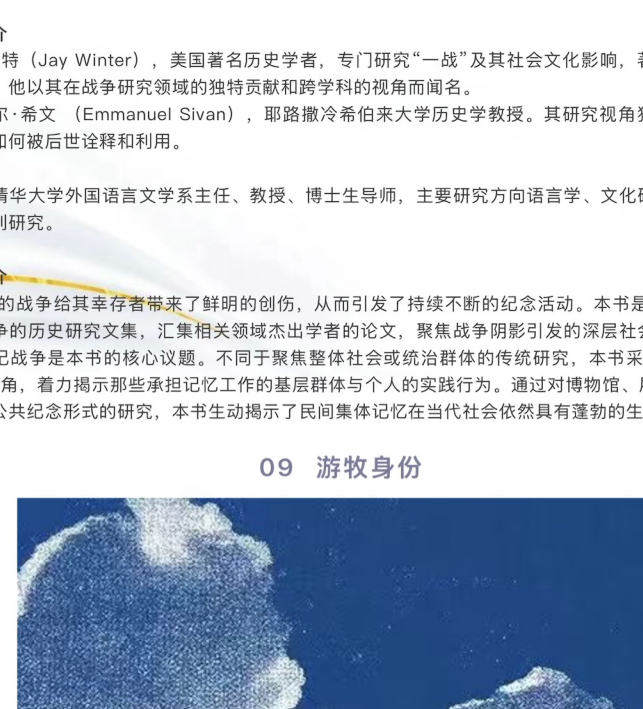 介
特（Jay Winter），美国著名历史学者，专门研究“一战”及其社会文化影响，著
他以其在战争研究领域的独特贡献和跨学科的视角而闻名。
尔·希文 （Emmanuel Sivan），耶路撒冷希伯来大学历史学教授。其研究视角独
如何被后世诠释和利用。
清华大学外国语言文学系主任、教授、博士生导师，主要研究方向语言学、文化研
刊研究。
介
的战争给其幸存者带来了鲜明的创伤，从而引发了持续不断的纪念活动。本书是
争的历史研究文集，汇集相关领域杰出学者的论文，聚焦战争阴影引发的深层社会
记战争是本书的核心议题。不同于聚焦整体社会或统治群体的传统研究，本书采
角，着力揭示那些承担记忆工作的基层群体与个人的实践行为。通过对博物馆、
公共纪念形式的研究，本书生动揭示了民间集体记忆在当代社会依然具有蓬勃的生
09 游牧身份